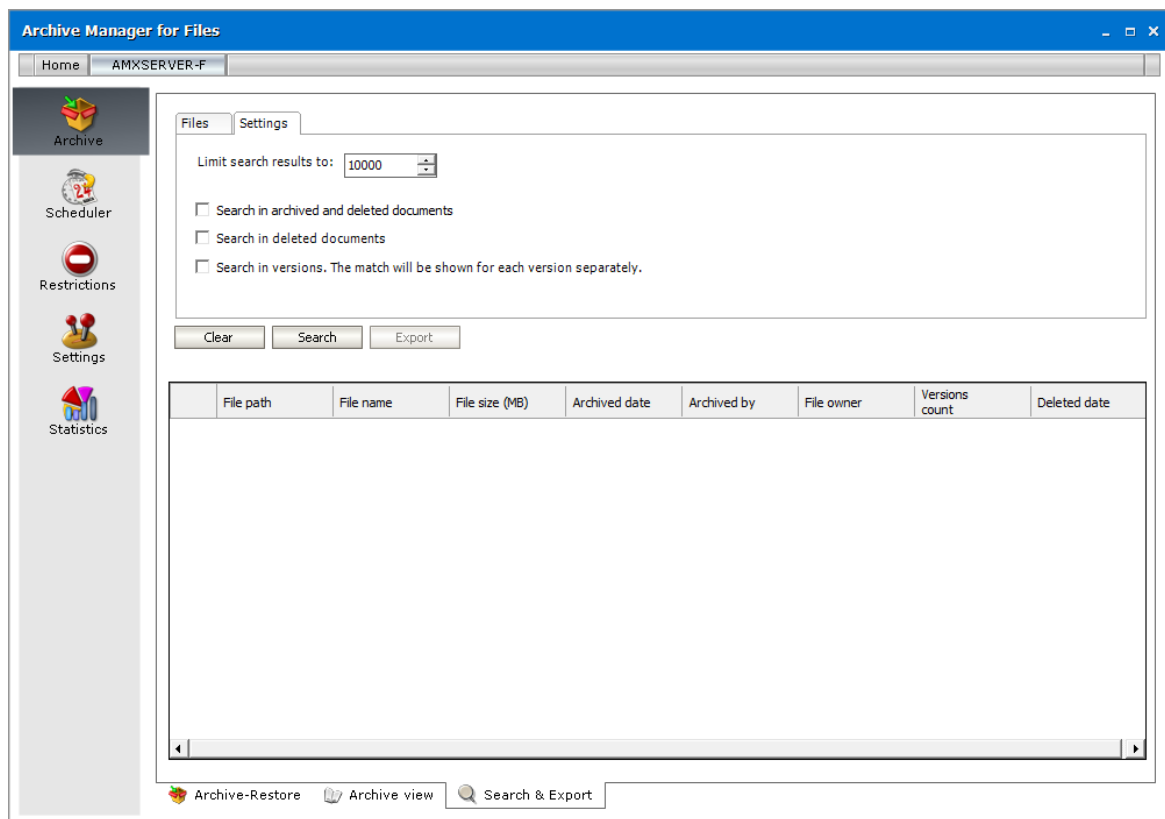 Archive Manager for Files
Home AMXSERVER-F
Archive
Scheduler
Restrictions
Settings
Statistics
Files Settings
Limit search results to: 10000
Search in archived and deleted documents
Search in deleted documents
Search in versions. The match will be shown for each version separately.
Clear Search Export
File path File name File size (MB) Archived date Archived by File owner Versions count Deleted date
Archive-Restore Archive view Search & Export